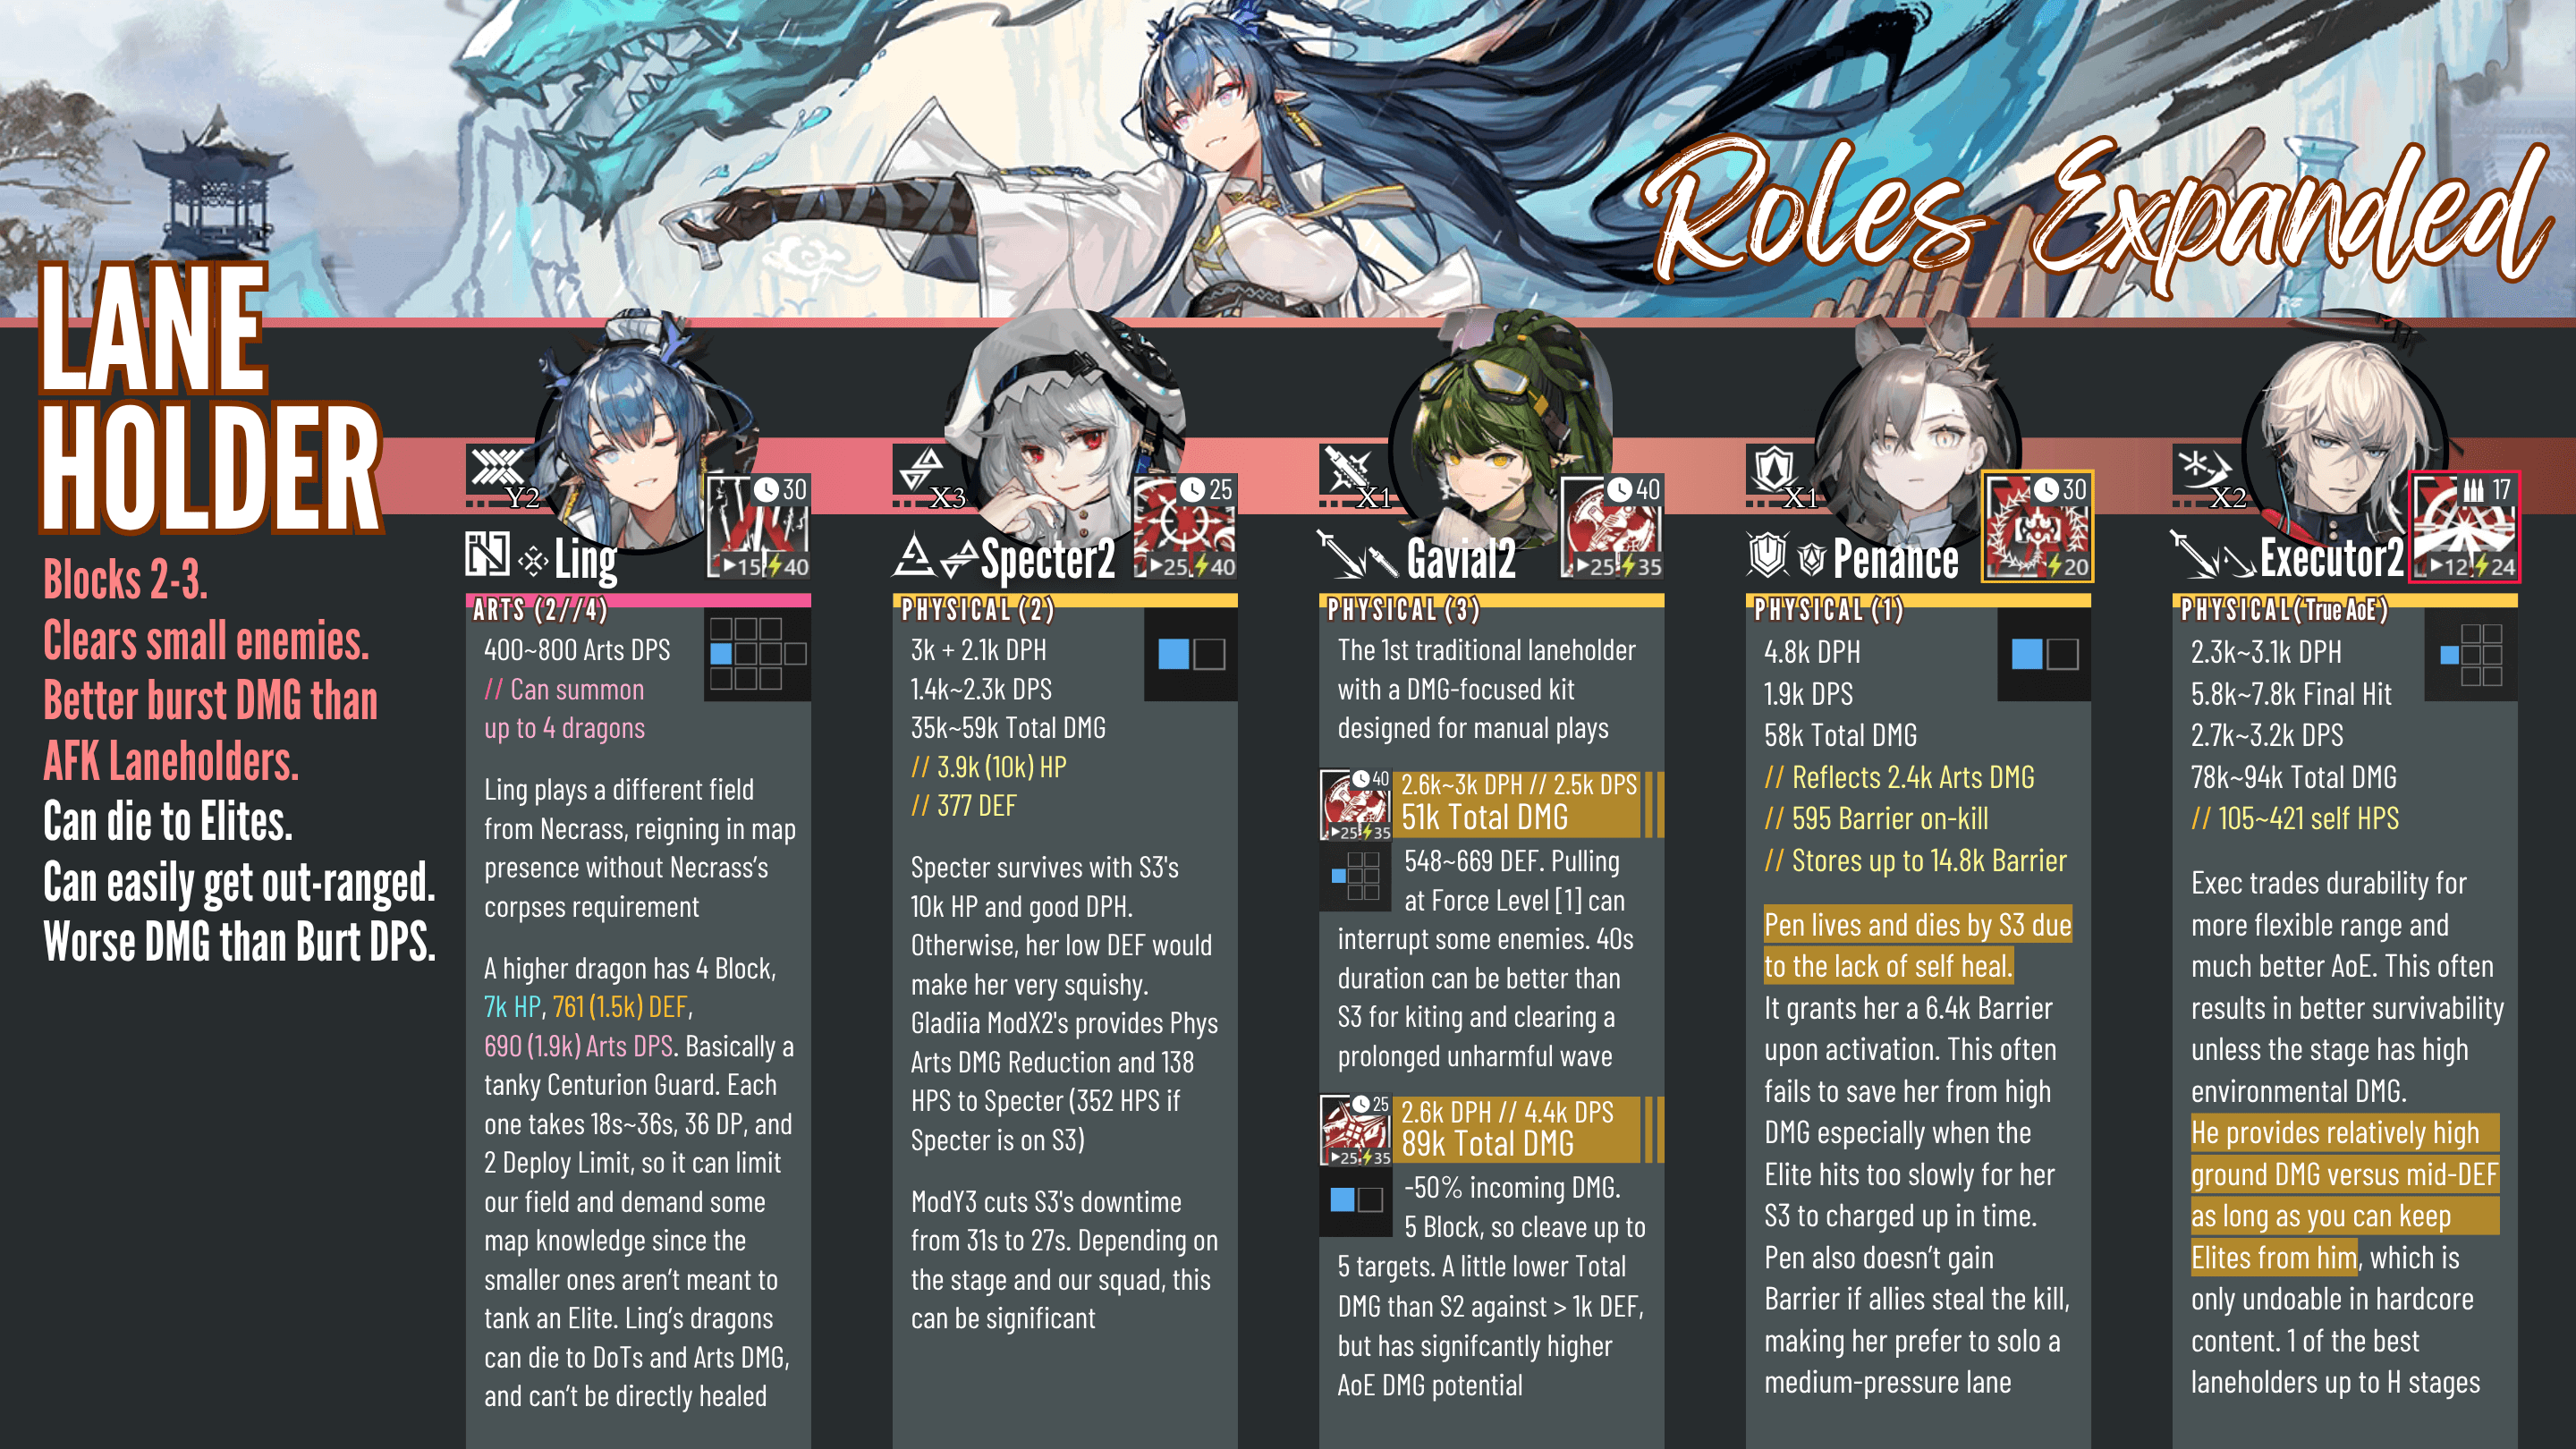 Roles Expanded
LANE
HOLDER
Blocks 2-3.
Clears small enemies.
Better burst DMG than
AFK Laneholders.
Can die to Elites.
Can easily get out-ranged.
Worse DMG than Burt DPS.
Y2
30
▶15⚡40
Ling
ARTS (2//4)
400~800 Arts DPS
// Can summon
up to 4 dragons
Ling plays a different field
from Necrass, reigning in map
presence without Necrass's
corpses requirement
A higher dragon has 4 Block,
7k HP, 761 (1.5k) DEF,
690 (1.9k) Arts DPS. Basically a
tanky Centurion Guard. Each
one takes 18s~36s, 36 DP, and
2 Deploy Limit, so it can limit
our field and demand some
map knowledge since the
smaller ones aren't meant to
tank an Elite. Ling's dragons
can die to DoTs and Arts DMG,
and can't be directly healed
X3
25
▶25⚡40
Specter2
PHYSICAL (2)
3k + 2.1k DPH
1.4k~2.3k DPS
35k~59k Total DMG
// 3.9k (10k) HP
// 377 DEF
Specter survives with S3's
10k HP and good DPH.
Otherwise, her low DEF would
make her very squishy.
Gladiia ModX2's provides Phys
Arts DMG Reduction and 138
HPS to Specter (352 HPS if
Specter is on S3)
ModY3 cuts S3's downtime
from 31s to 27s. Depending on
the stage and our squad, this
can be significant
X1
40
▶25⚡35
Gavial2
PHYSICAL (3)
The 1st traditional laneholder
with a DMG-focused kit
designed for manual plays
40
▶25⚡35
2.6k~3k DPH // 2.5k DPS
51k Total DMG
548~669 DEF. Pulling
at Force Level [1] can
interrupt some enemies. 40s
duration can be better than
S3 for kiting and clearing a
prolonged unharmful wave
25
▶25⚡35
2.6k DPH // 4.4k DPS
89k Total DMG
-50% incoming DMG.
5 Block, so cleave up to
5 targets. A little lower Total
DMG than S2 against > 1k DEF,
but has signifcantly higher
AoE DMG potential
X1
30
⚡20
Penance
PHYSICAL (1)
4.8k DPH
1.9k DPS
58k Total DMG
// Reflects 2.4k Arts DMG
// 595 Barrier on-kill
// Stores up to 14.8k Barrier
Pen lives and dies by S3 due
to the lack of self heal.
It grants her a 6.4k Barrier
upon activation. This often
fails to save her from high
DMG especially when the
Elite hits too slowly for her
S3 to charged up in time.
Pen also doesn't gain
Barrier if allies steal the kill,
making her prefer to solo a
medium-pressure lane
X2
17
▶12⚡24
Executor2
PHYSICAL (True AoE)
2.3k~3.1k DPH
5.8k~7.8k Final Hit
2.7k~3.2k DPS
78k~94k Total DMG
// 105~421 self HPS
Exec trades durability for
more flexible range and
much better AoE. This often
results in better survivability
unless the stage has high
environmental DMG.
He provides relatively high
ground DMG versus mid-DEF
as long as you can keep
Elites from him, which is
only undoable in hardcore
content. 1 of the best
laneholders up to H stages